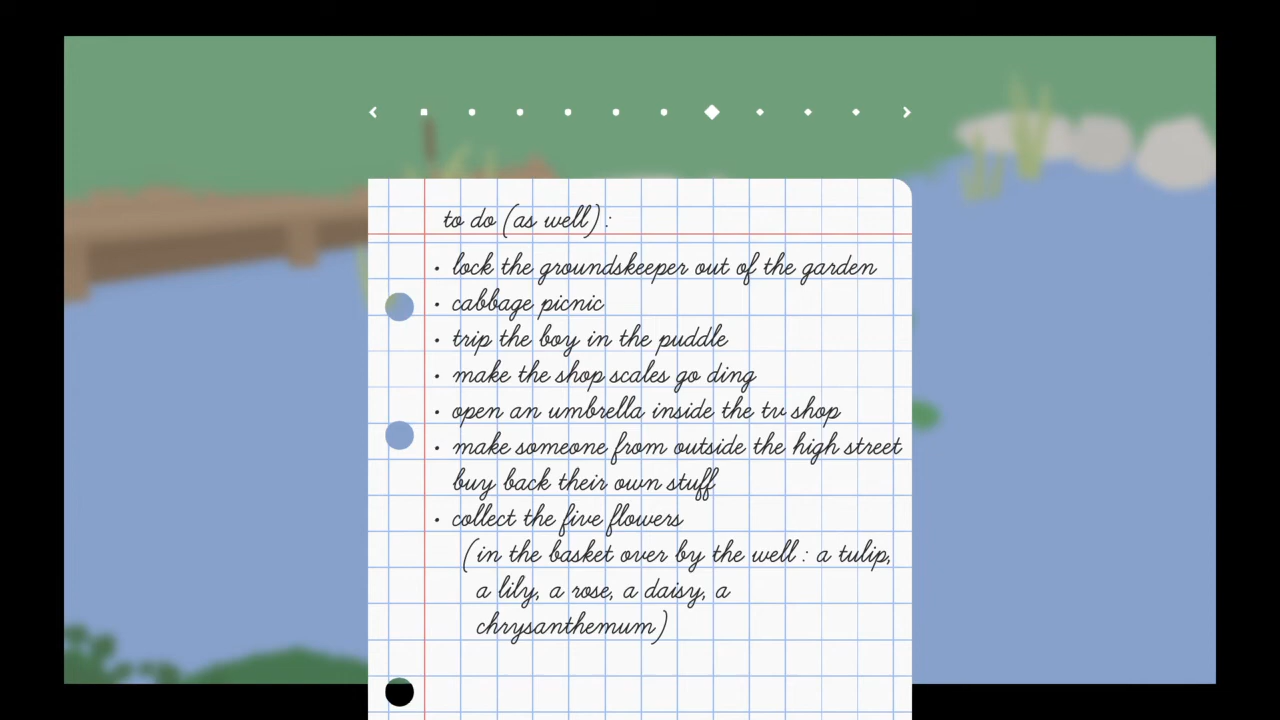 to do (as well) :
• lock the groundskeeper out of the garden
• cabbage picnic
• trip the boy in the puddle
• make the shop scales go ding
• open an umbrella inside the tv shop
• make someone from outside the high street
buy back their own stuff
• collect the five flowers
(in the basket over by the well : a tulip,
a lily, a rose, a daisy, a
chrysanthemum)